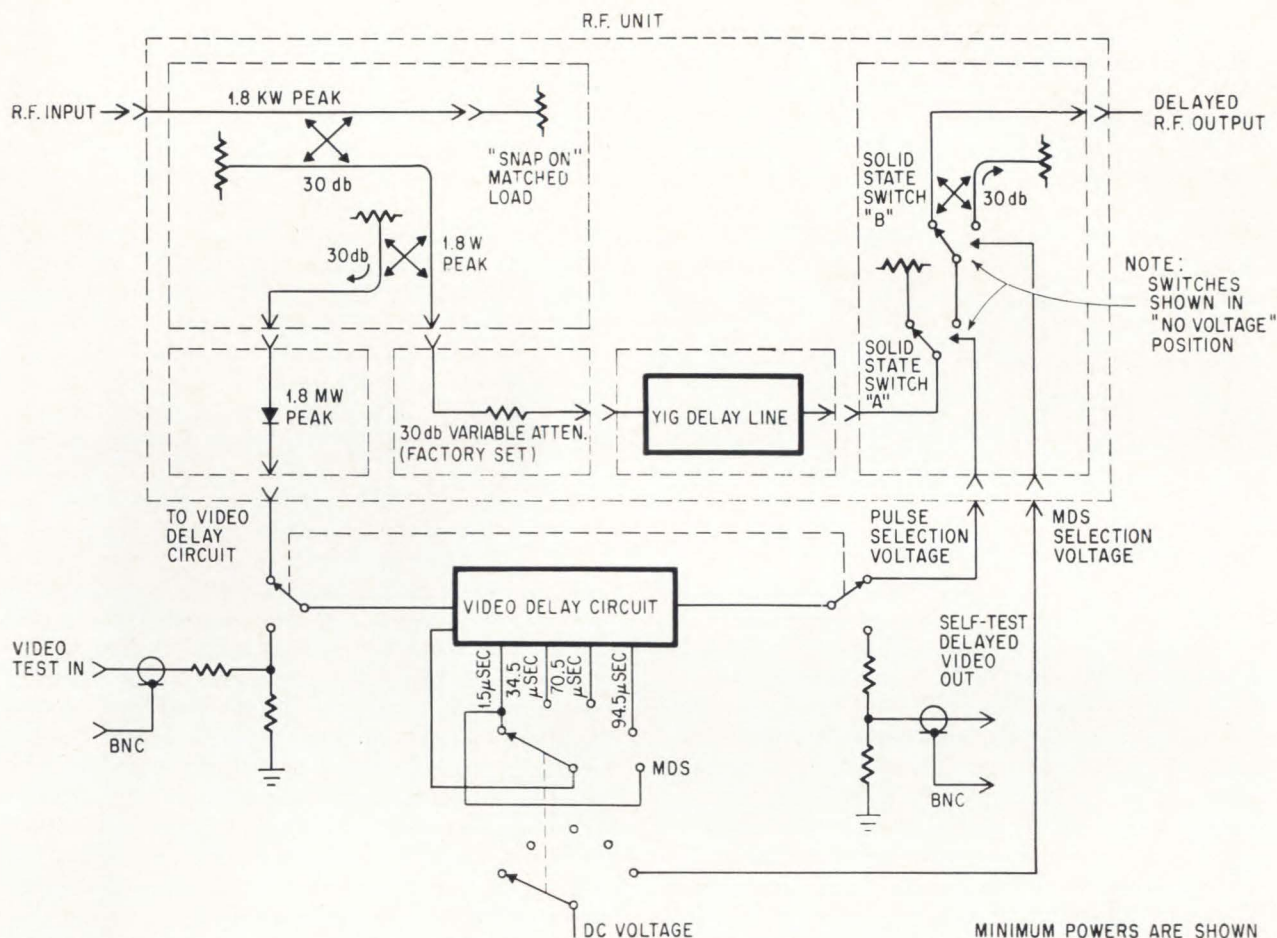 R.F. UNIT
R.F. INPUT
1.8 KW PEAK
30 db
"SNAP ON"
MATCHED
LOAD
30db
1.8 W
PEAK
SOLID
STATE
SWITCH
"B"
30 db
DELAYED
R.F. OUTPUT
NOTE:
SWITCHES
SHOWN IN
"NO VOLTAGE"
POSITION
1.8 MW
PEAK
30db VARIABLE ATTEN.
(FACTORY SET)
YIG DELAY LINE
SOLID
STATE
SWITCH
"A"
TO VIDEO
DELAY
CIRCUIT
PULSE
SELECTION
VOLTAGE
MDS
SELECTION
VOLTAGE
VIDEO DELAY CIRCUIT
VIDEO
TEST IN
BNC
1.5µSEC
34.5
µSEC
70.5
µSEC
94.5µSEC
MDS
SELF-TEST
DELAYED
VIDEO
OUT
BNC
DC VOLTAGE
MINIMUM POWERS ARE SHOWN